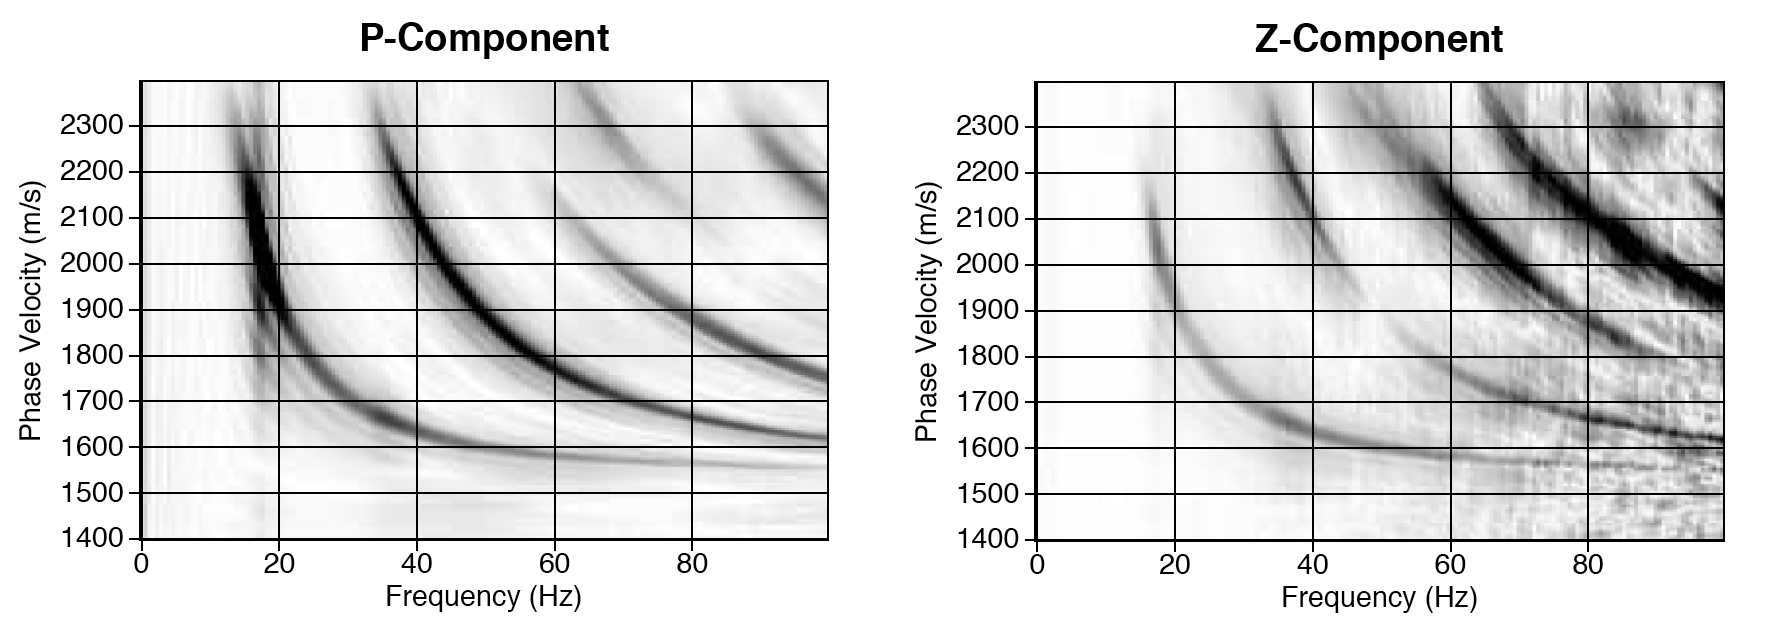 P-Component
Phase Velocity (m/s)
2300
2200
2100
2000
1900
1800
1700
1600
1500
1400
0 20 40 60 80
Frequency (Hz)
Z-Component
Phase Velocity (m/s)
2300
2200
2100
2000
1900
1800
1700
1600
1500
1400
0 20 40 60 80
Frequency (Hz)